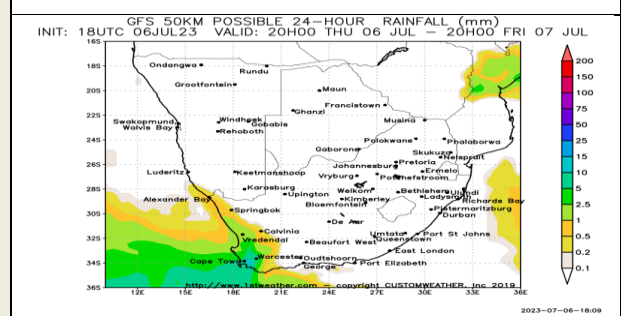 GFS 50KM POSSIBLE 24-HOUR RAINFALL (mm)
INIT: 18UTC 06JUL23 VALID: 20H00 THU 06 JUL - 20H00 FRI 07 JUL
16S
18S
20S
22S
24S
26S
28S
30S
32S
34S
36S
Ondangwa
Rundu
Grootfontein
Maun
Ghanzi
Francistown
Windhoek
Gobabis
Swakopmund
Walvis Bay
Rehoboth
Musina
Polokwane
Phalaborwa
Gaborone
Skukuza
Nelspruit
Pretoria
Johannesburg
Ermelo
Luderitz
Keetmanshoop
Vryburg
Potchefstroom
Karasburg
Upington
Welkom
Bethlehem
Ulundi
Ladysmith
Alexander Bay
Kimberley
Richards Bay
Bloemfontein
Springbok
Pietermaritzburg
Durban
De Aar
Calvinia
Umtata
Port St Johns
Vredendal
Beaufort West
Queenstown
East London
Worcester
Oudtshoorn
Cape Town
George
Port Elizabeth
http://www.1stweather.com - copyright CUSTOMWEATHER, Inc 2019
12E 15E 18E 21E 24E 27E 30E 33E 36E
200
150
100
75
50
25
15
10
5
2.5
1
0.5
0.2
0.1
2023-07-06-18:09